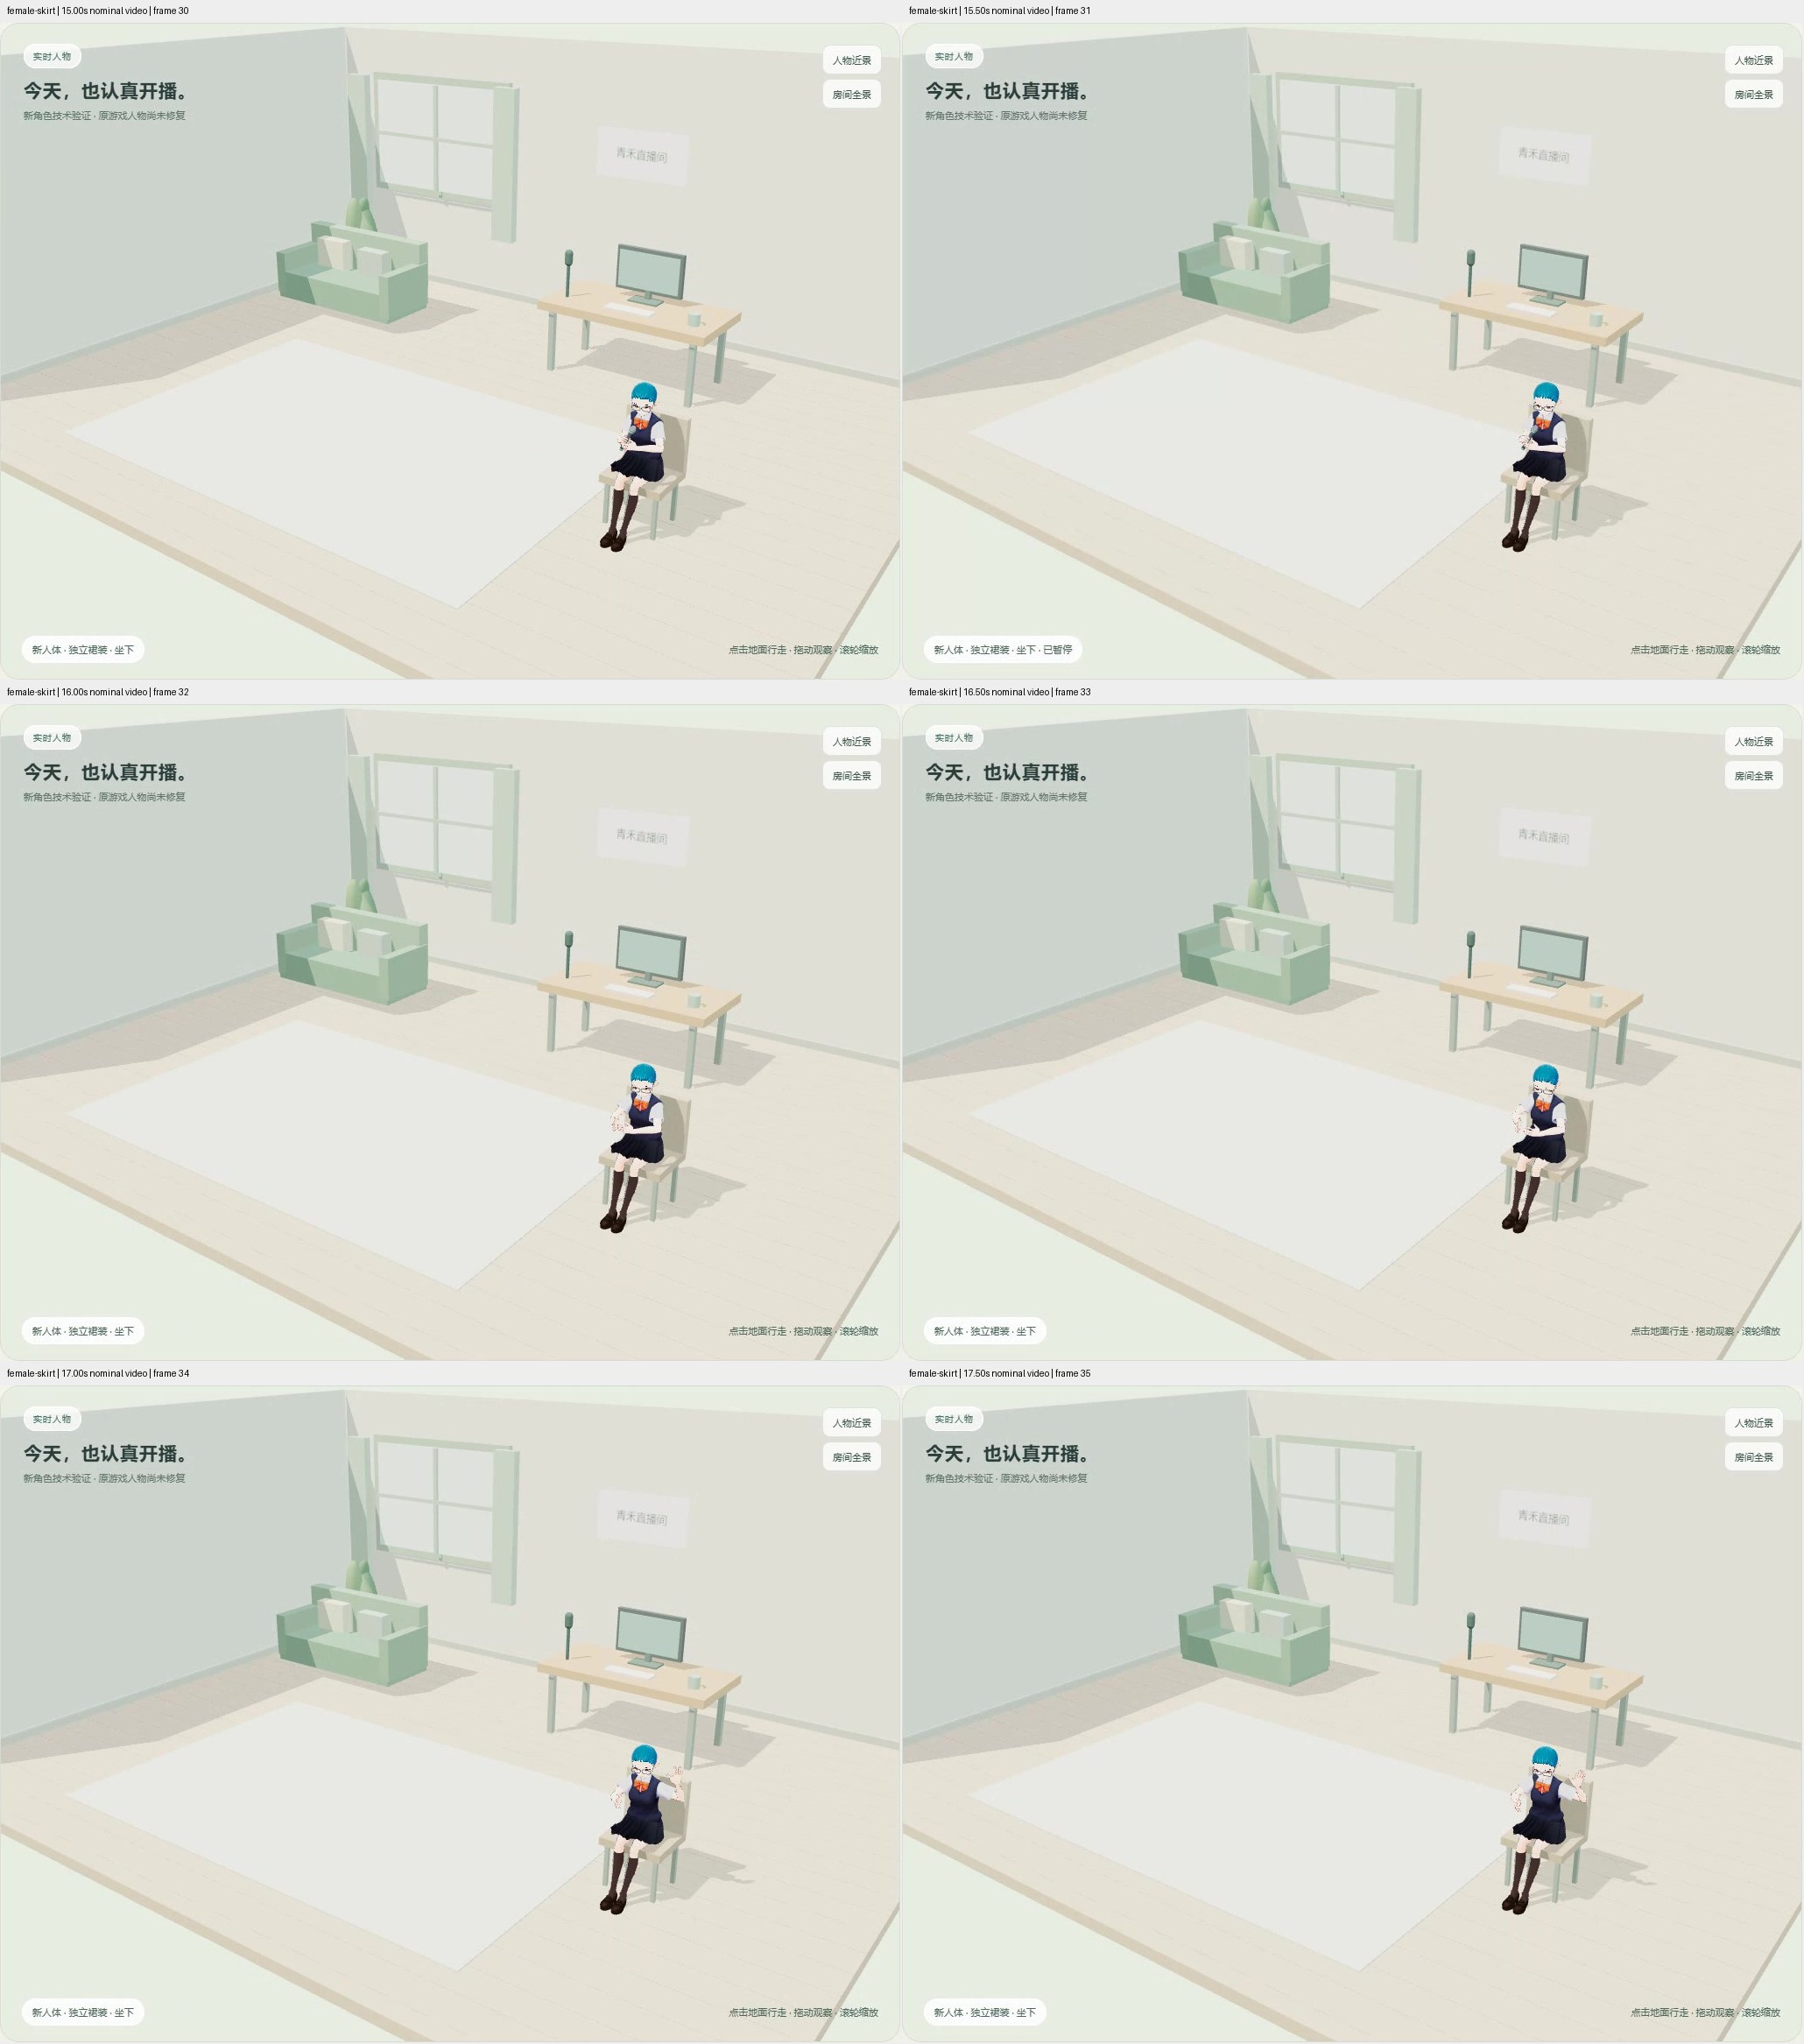 female-skirt | 15.00s nominal video | frame 30
实时人物
今天，也认真开播。
新角色技术验证 · 原游戏人物尚未修复
人物近景
房间全景
青禾直播间
新人体 · 独立裙装 · 坐下
点击地面行走 · 拖动观察 · 滚轮缩放
female-skirt | 15.50s nominal video | frame 31
实时人物
今天，也认真开播。
新角色技术验证 · 原游戏人物尚未修复
人物近景
房间全景
青禾直播间
新人体 · 独立裙装 · 坐下 · 已暂停
点击地面行走 · 拖动观察 · 滚轮缩放
female-skirt | 16.00s nominal video | frame 32
实时人物
今天，也认真开播。
新角色技术验证 · 原游戏人物尚未修复
人物近景
房间全景
青禾直播间
新人体 · 独立裙装 · 坐下
点击地面行走 · 拖动观察 · 滚轮缩放
female-skirt | 16.50s nominal video | frame 33
实时人物
今天，也认真开播。
新角色技术验证 · 原游戏人物尚未修复
人物近景
房间全景
青禾直播间
新人体 · 独立裙装 · 坐下
点击地面行走 · 拖动观察 · 滚轮缩放
female-skirt | 17.00s nominal video | frame 34
实时人物
今天，也认真开播。
新角色技术验证 · 原游戏人物尚未修复
人物近景
房间全景
青禾直播间
新人体 · 独立裙装 · 坐下
点击地面行走 · 拖动观察 · 滚轮缩放
female-skirt | 17.50s nominal video | frame 35
实时人物
今天，也认真开播。
新角色技术验证 · 原游戏人物尚未修复
人物近景
房间全景
青禾直播间
新人体 · 独立裙装 · 坐下
点击地面行走 · 拖动观察 · 滚轮缩放